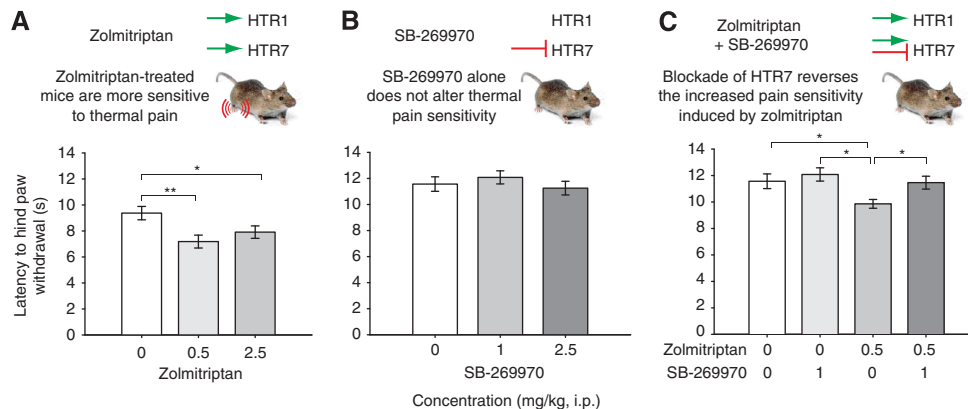 A
Zolmitriptan
HTR1
HTR7
Zolmitriptan-treated
mice are more sensitive
to thermal pain
Latency to hind paw
withdrawal (s)
14
12
10
8
6
4
2
0
*
**
0 0.5 2.5
Zolmitriptan
B
SB-269970
HTR1
HTR7
SB-269970 alone
does not alter thermal
pain sensitivity
14
12
10
8
6
4
2
0
0 1 2.5
SB-269970
Concentration (mg/kg, i.p.)
C
Zolmitriptan
+ SB-269970
HTR1
HTR7
Blockade of HTR7 reverses
the increased pain sensitivity
induced by zolmitriptan
14
12
10
8
6
4
2
0
*
* *
Zolmitriptan 0 0 0.5 0.5
SB-269970 0 1 0 1